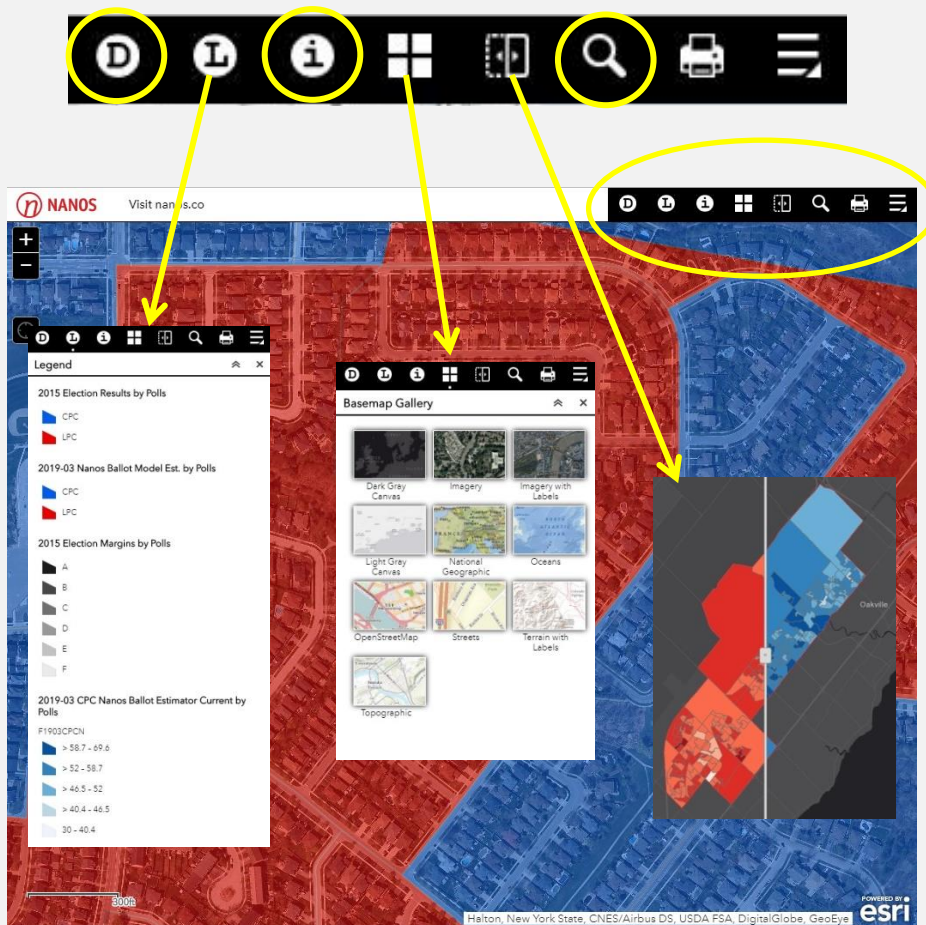 D L i
NANOS Visit nanos.co D L i
+
−
D L i
Legend
2015 Election Results by Polls
CPC
LPC
2019-03 Nanos Ballot Model Est. by Polls
CPC
LPC
2015 Election Margins by Polls
A
B
C
D
E
F
2019-03 CPC Nanos Ballot Estimator Current by
Polls
F1903CPCN
> 58.7 - 69.6
> 52 - 58.7
> 46.5 - 52
> 40.4 - 46.5
30 - 40.4
D L i
Basemap Gallery
Dark Gray
Canvas
Imagery
Imagery with
Labels
Light Gray
Canvas
National
Geographic
Oceans
OpenStreetMap
Streets
Terrain with
Labels
Topographic
Oakville
300ft
Halton, New York State, CNES/Airbus DS, USDA FSA, DigitalGlobe, GeoEye
POWERED BY
esri